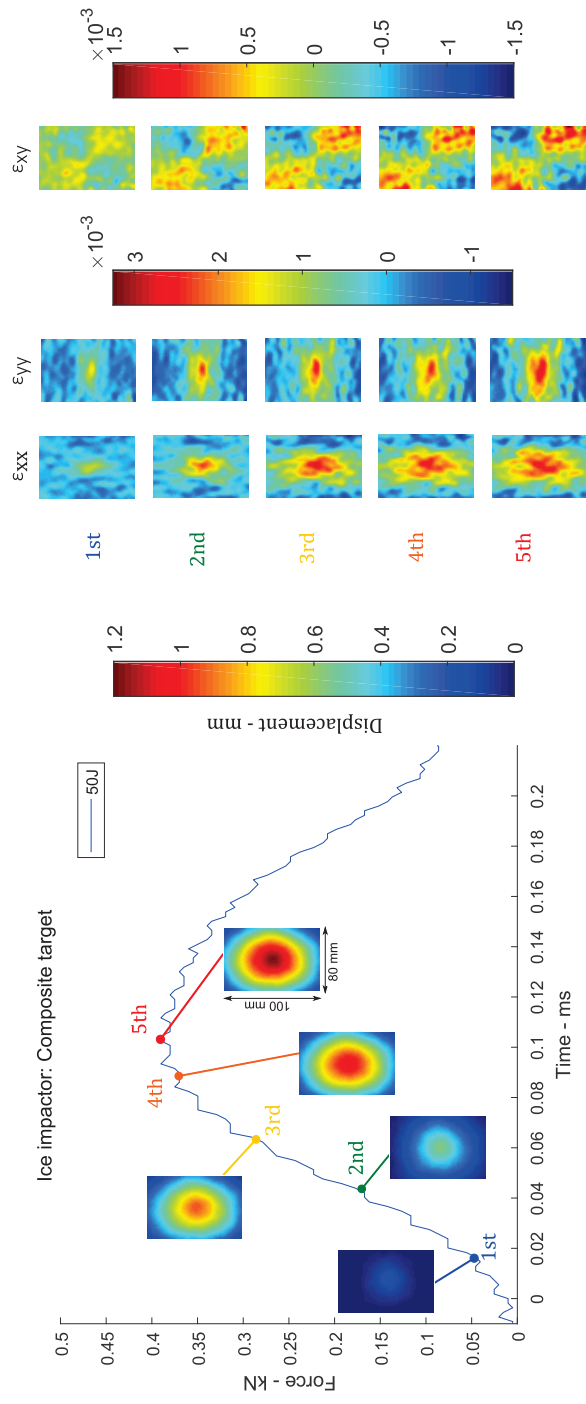 Ice impactor: Composite target
50J
Force - kN
0.5
0.45
0.4
0.35
0.3
0.25
0.2
0.15
0.1
0.05
0
0 0.02 0.04 0.06 0.08 0.1 0.12 0.14 0.16 0.18 0.2
Time - ms
1st
2nd
3rd
4th
5th
100 mm
80 mm
Displacement - mm
1.2
1
0.8
0.6
0.4
0.2
0
εxx εyy εxy
1st
2nd
3rd
4th
5th
×10⁻³
3
2
1
0
-1
×10⁻³
1.5
1
0.5
0
-0.5
-1
-1.5